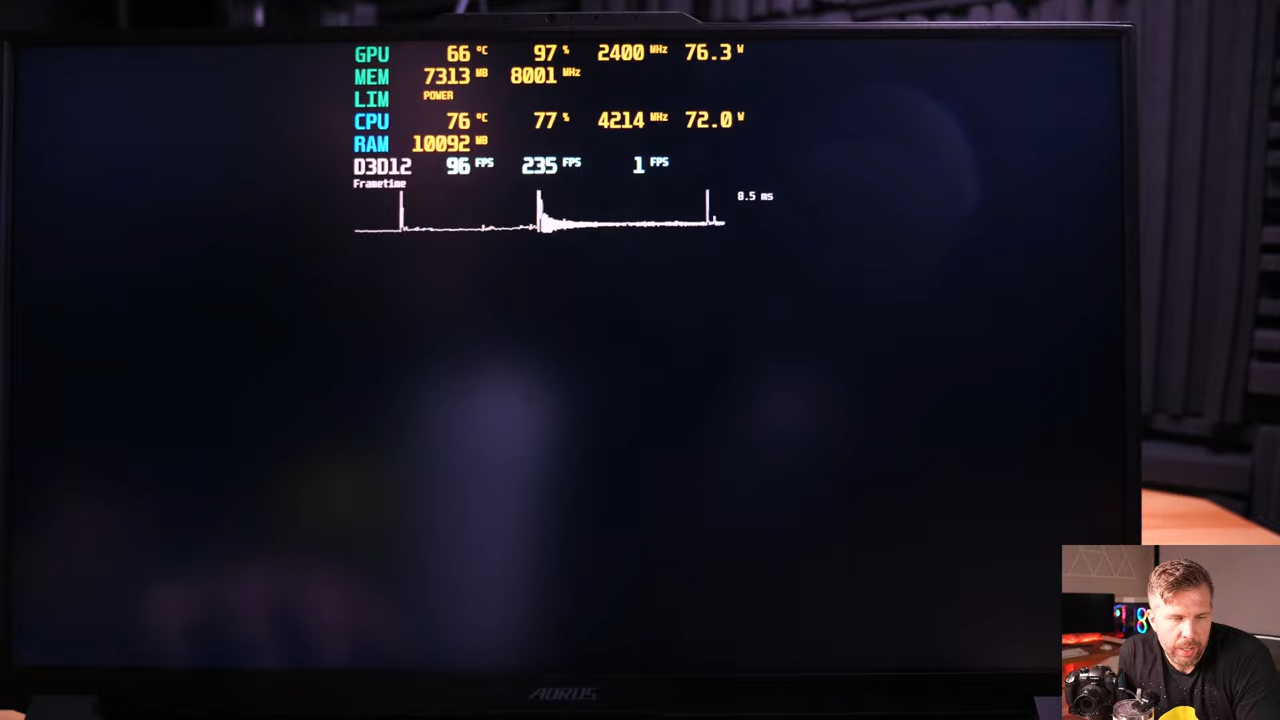 GPU 66 °C 97 % 2400 MHz 76.3 W
MEM 7313 MB 8001 MHz
LIM POWER
CPU 76 °C 77 % 4214 MHz 72.0 W
RAM 10092 MB
D3D12 96 FPS 235 FPS 1 FPS
Frametime
8.5 ms
AORUS